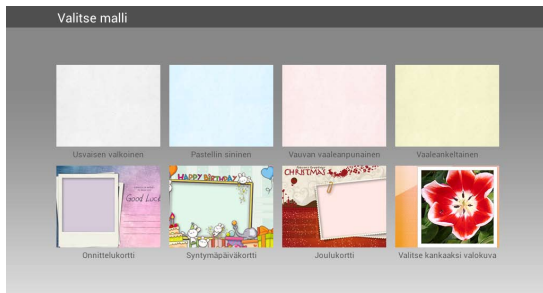 Valitse malli
Usvaisen valkoinen
Pastellin sininen
Vauvan vaaleanpunainen
Vaaleankeltainen
Good Luck
HAPPY BIRTHDAY
CHRISTMAS
Onnittelukortti
Syntymäpäiväkortti
Joulukortti
Valitse kankaaksi valokuva